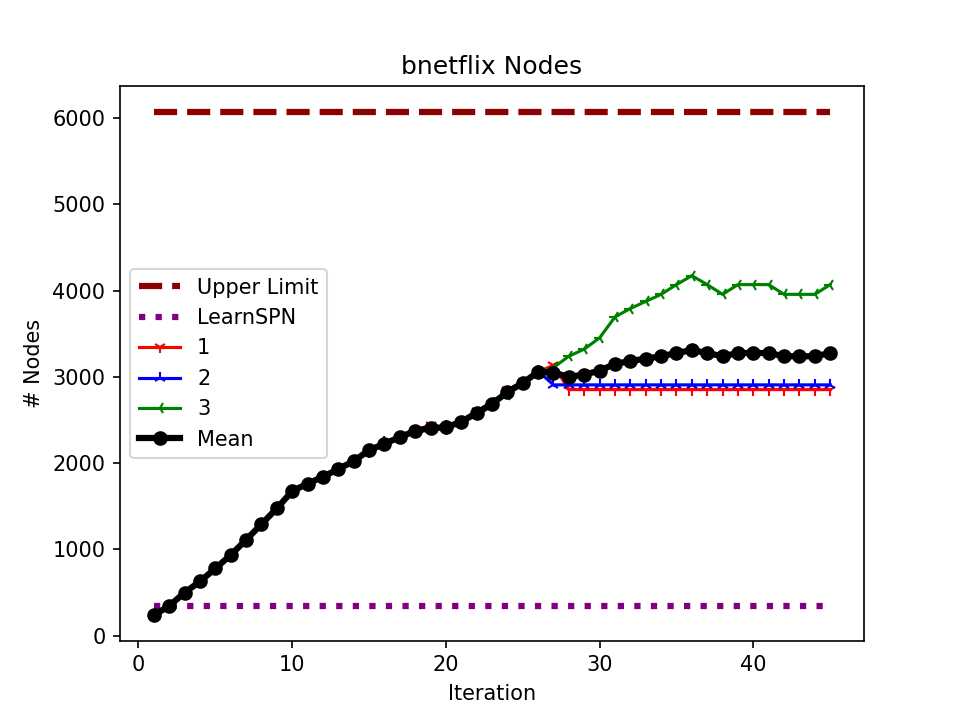 bnetflix Nodes
# Nodes
6000
5000
4000
3000
2000
1000
0
Upper Limit
LearnSPN
1
2
3
Mean
0 10 20 30 40
Iteration